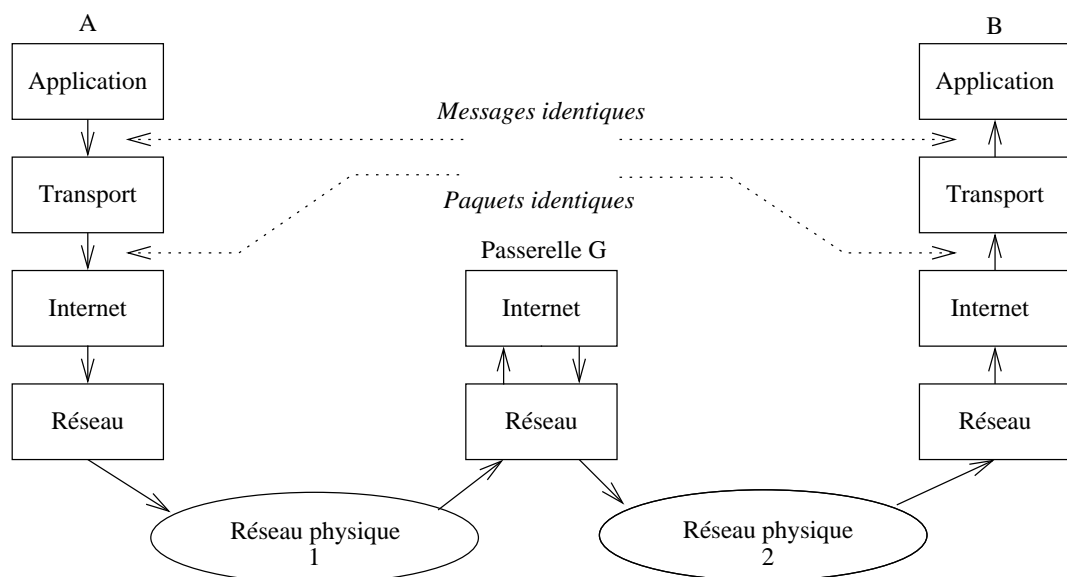 A
B
Application
Application
Messages identiques
Transport
Transport
Paquets identiques
Passerelle G
Internet
Internet
Internet
Réseau
Réseau
Réseau
Réseau physique
1
Réseau physique
2